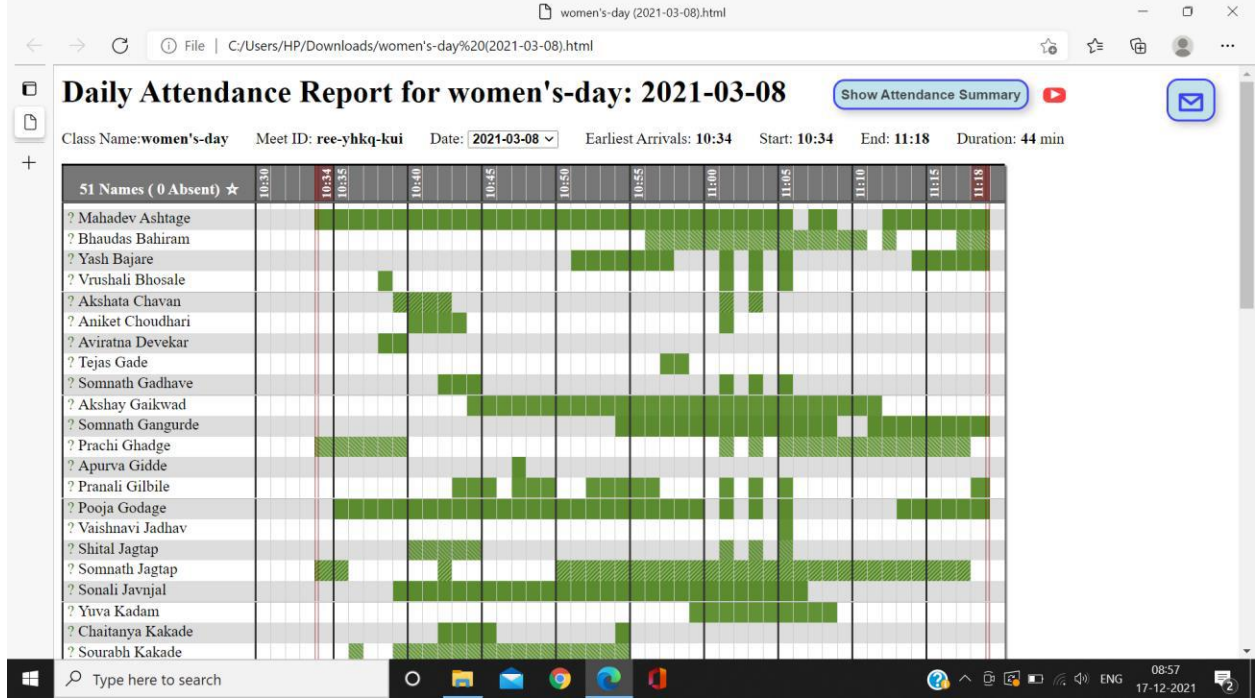 women's-day (2021-03-08).html
File | C:/Users/HP/Downloads/women's-day%20(2021-03-08).html
Daily Attendance Report for women's-day: 2021-03-08 Show Attendance Summary
Class Name:women's-day Meet ID: ree-yhkq-kui Date: 2021-03-08 Earliest Arrivals: 10:34 Start: 10:34 End: 11:18 Duration: 44 min
51 Names ( 0 Absent) ☆ 10:30 10:34 10:35 10:40 10:45 10:50 10:55 11:00 11:05 11:10 11:15 11:18
? Mahadev Ashtage
? Bhaudas Bahiram
? Yash Bajare
? Vrushali Bhosale
? Akshata Chavan
? Aniket Choudhari
? Aviratna Devekar
? Tejas Gade
? Somnath Gadhave
? Akshay Gaikwad
? Somnath Gangurde
? Prachi Ghadge
? Apurva Gidde
? Pranali Gilbile
? Pooja Godage
? Vaishnavi Jadhav
? Shital Jagtap
? Somnath Jagtap
? Sonali Javnjal
? Yuva Kadam
? Chaitanya Kakade
? Sourabh Kakade
Type here to search ENG 08:57
17-12-2021 2